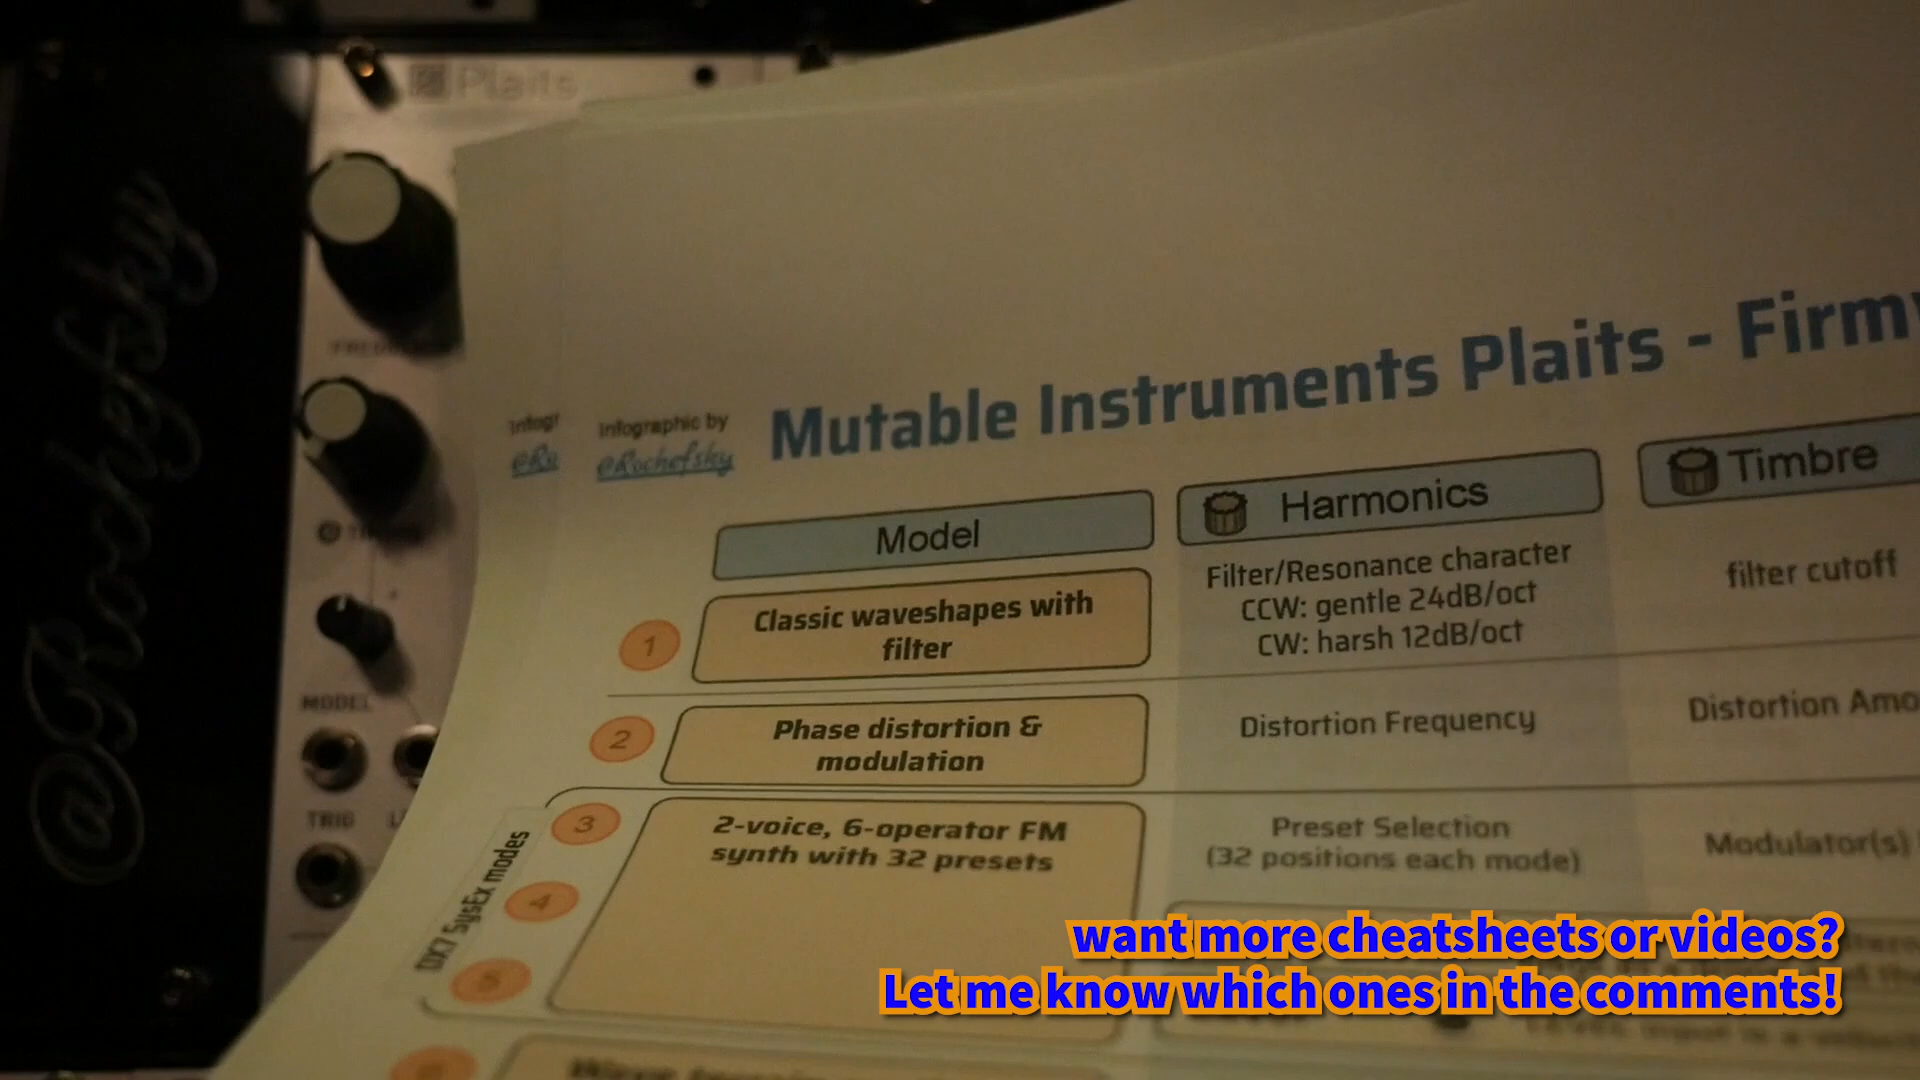 Plaits
@Rochefsky
MODEL
TRIG
Infographic by
@Rochefsky
Mutable Instruments Plaits -
Model
Harmonics
Timbre
1
Classic waveshapes with
filter
Filter/Resonance character
CCW: gentle 24dB/oct
CW: harsh 12dB/oct
filter cutoff
2
Phase distortion &
modulation
Distortion Frequency
Distortion
DX7 SysEx modes
3
4
5
2-voice, 6-operator FM
synth with 32 presets
Preset Selection
(32 positions each mode)
Modulator(s)
want more cheatsheets or videos?
Let me know which ones in the comments!